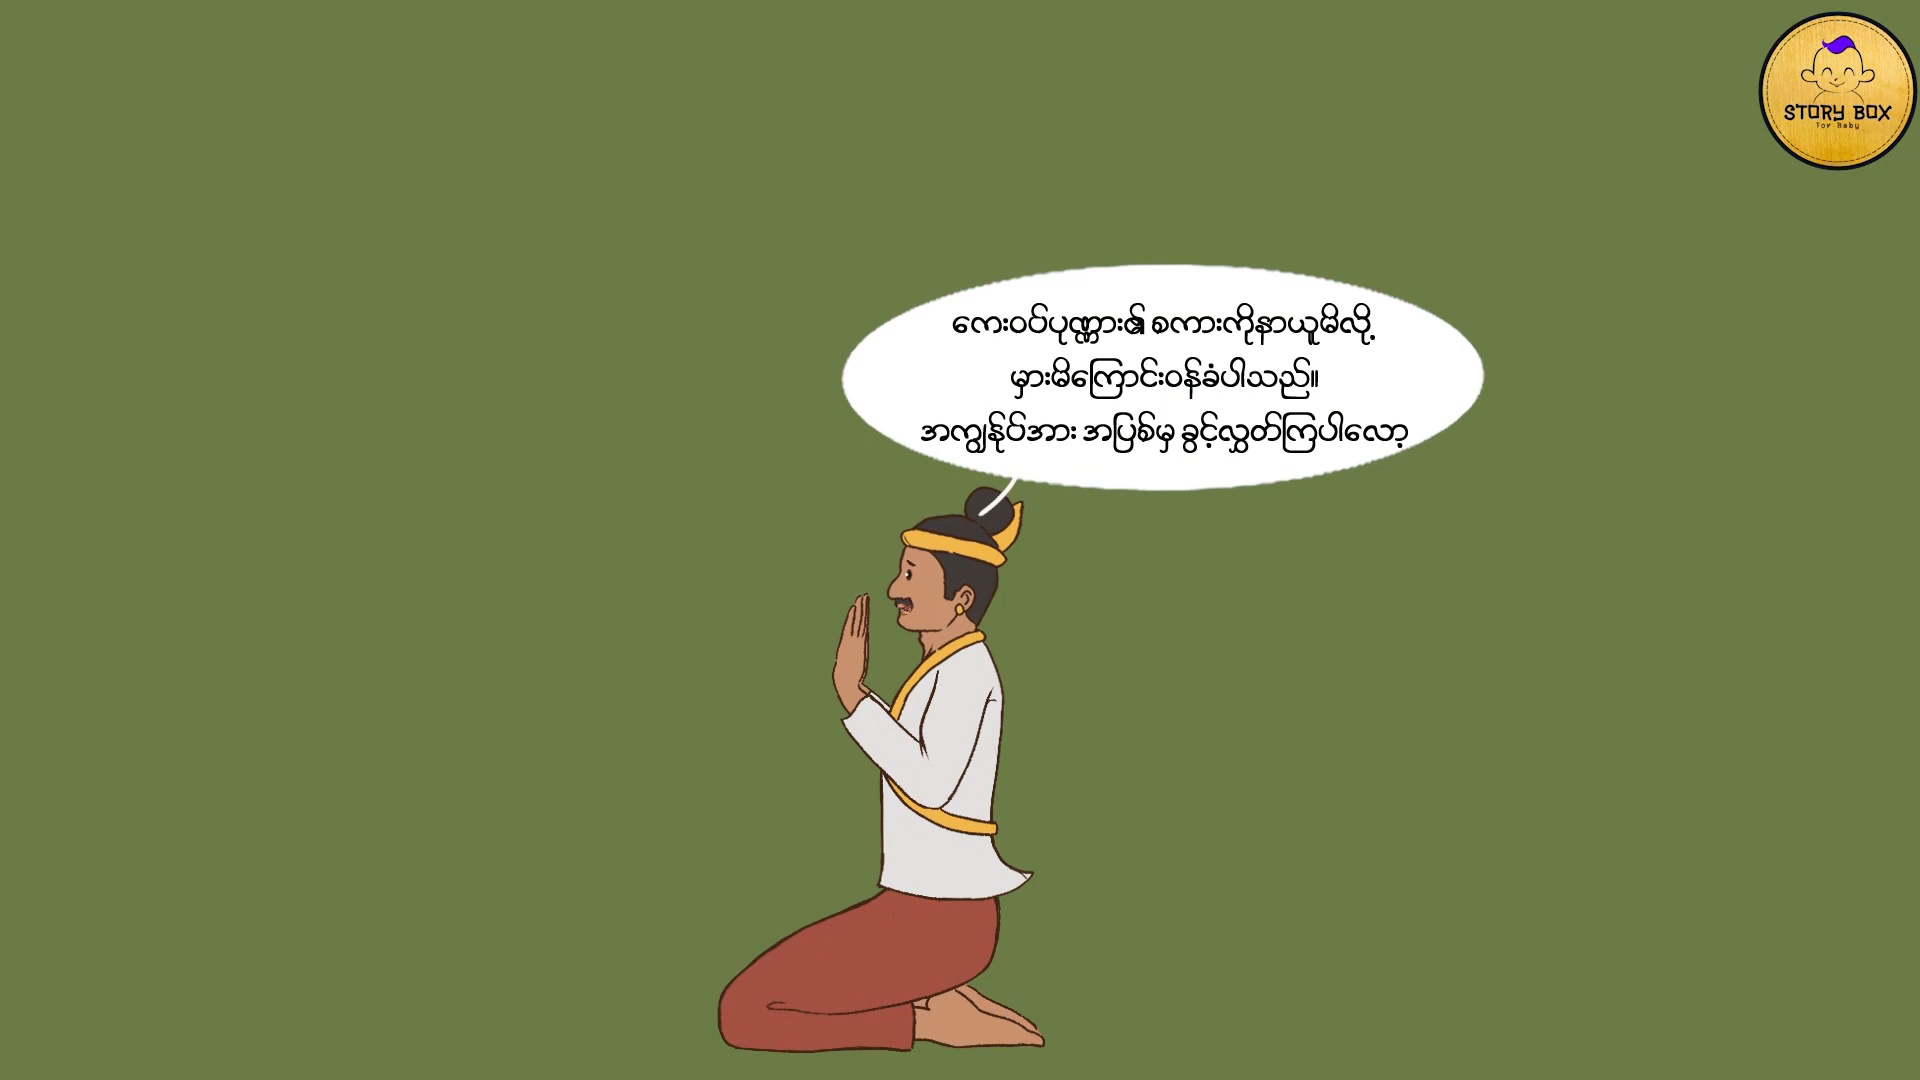 STORY BOX
For Baby
ကေးဝပ်ပုဏ္ဏား၏ စကားကိုနာယူမိလို့
မှားမိကြောင်းဝန်ခံပါသည်။
အကျွန်ုပ်အား အပြစ်မှ ခွင့်လွှတ်ကြပါလော့